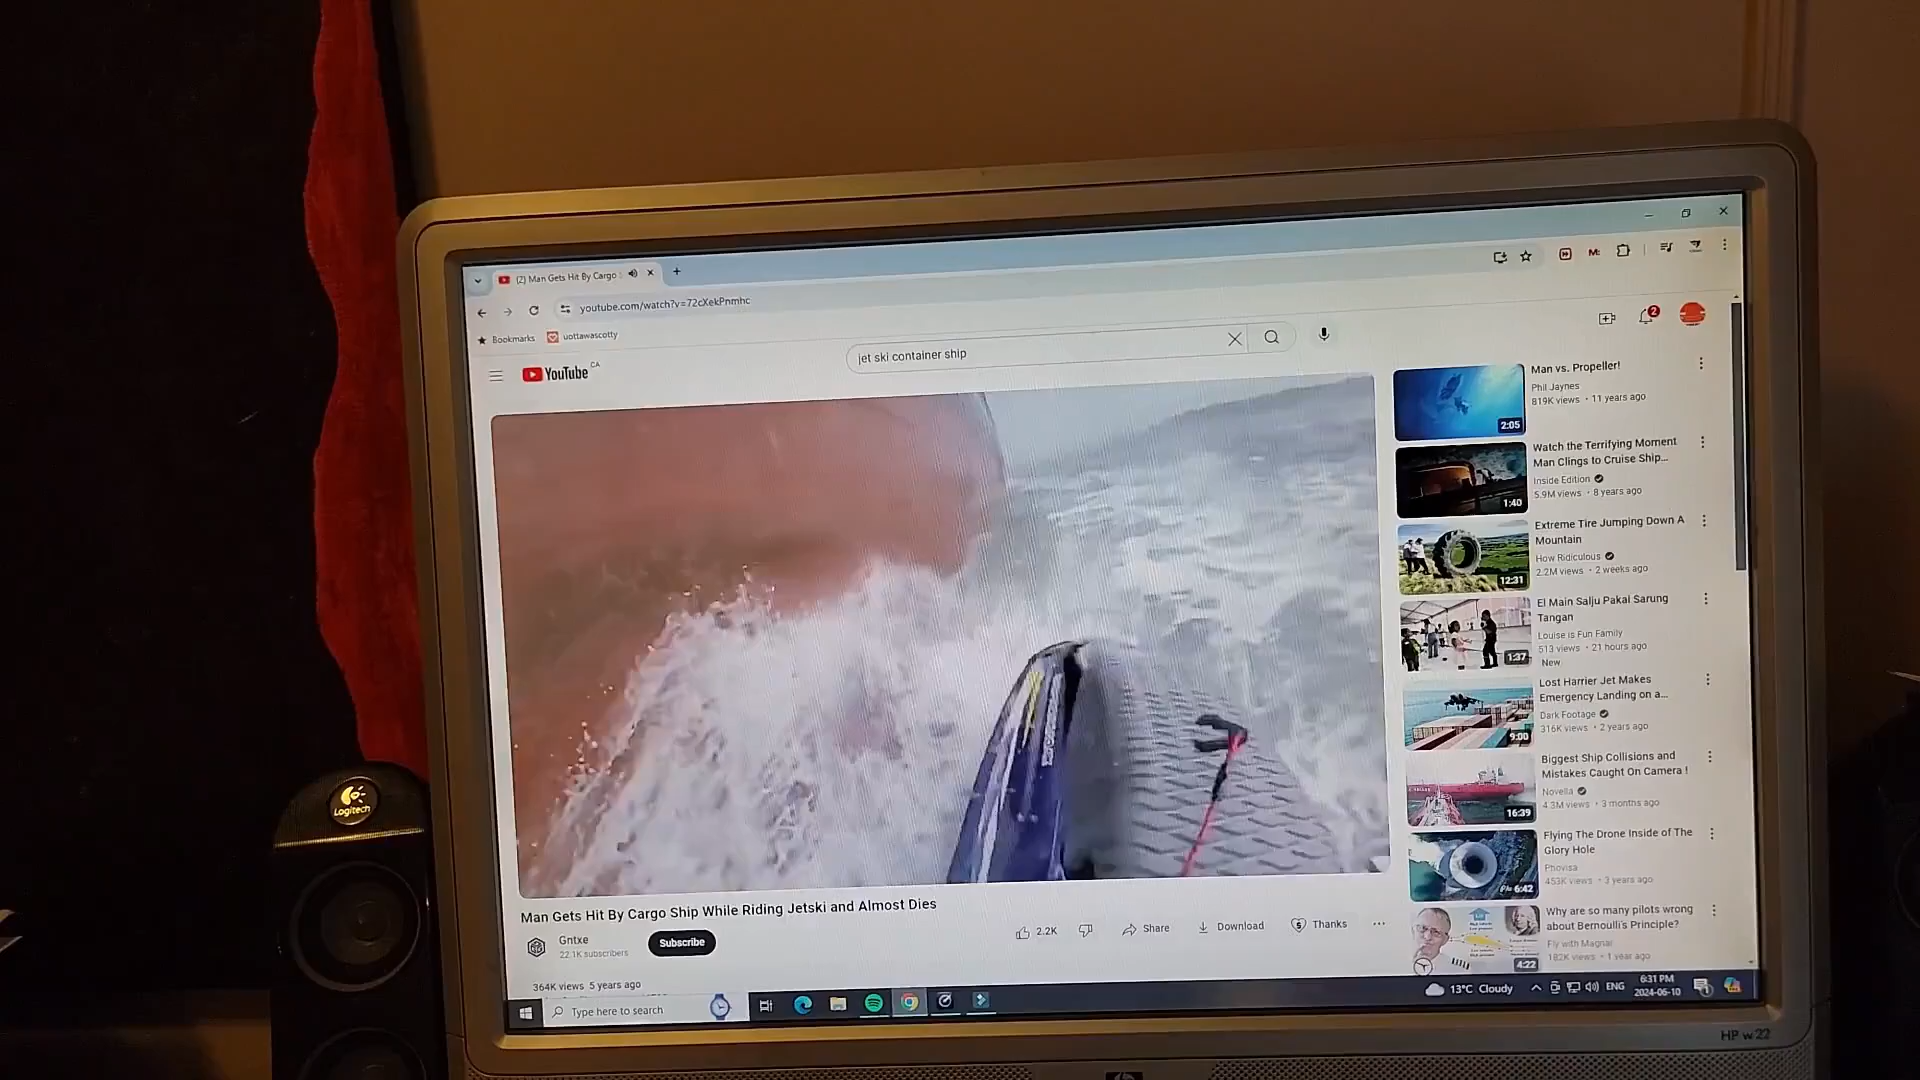 (2) Man Gets Hit By Cargo
youtube.com/watch?v=72cXekPnmhc
Bookmarks
uottawascotty
YouTube CA
jet ski container ship
2
Man vs. Propeller!
Phil Jaynes
819K views • 11 years ago
2:05
Watch the Terrifying Moment
Man Clings to Cruise Ship...
Inside Edition
5.9M views • 8 years ago
1:40
Extreme Tire Jumping Down A
Mountain
How Ridiculous
2.2M views • 2 weeks ago
12:31
El Main Salju Pakai Sarung
Tangan
Louise is Fun Family
513 views • 21 hours ago
New
1:37
Lost Harrier Jet Makes
Emergency Landing on a...
Dark Footage
316K views • 2 years ago
9:00
Biggest Ship Collisions and
Mistakes Caught On Camera !
Novella
4.3M views • 3 months ago
16:39
Flying The Drone Inside of The
Glory Hole
Phovisa
453K views • 3 years ago
6:42
Why are so many pilots wrong
about Bernoulli's Principle?
Fly with Magnar
182K views • 1 year ago
4:22
Man Gets Hit By Cargo Ship While Riding Jetski and Almost Dies
Gntxe
22.1K subscribers
Subscribe
2.2K
Share
Download
Thanks
364K views 5 years ago
Type here to search
13°C Cloudy
ENG
6:31 PM
2024-06-10
HP w22
Logitech